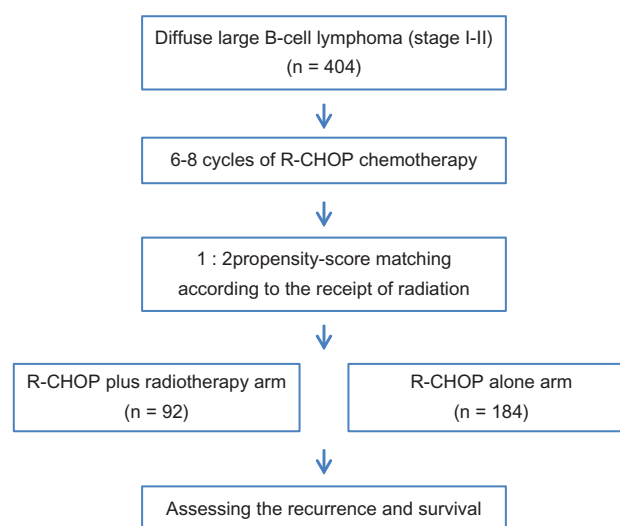 Diffuse large B-cell lymphoma (stage I-II)
(n = 404)
6-8 cycles of R-CHOP chemotherapy
1 : 2propensity-score matching
according to the receipt of radiation
R-CHOP plus radiotherapy arm
(n = 92)
R-CHOP alone arm
(n = 184)
Assessing the recurrence and survival